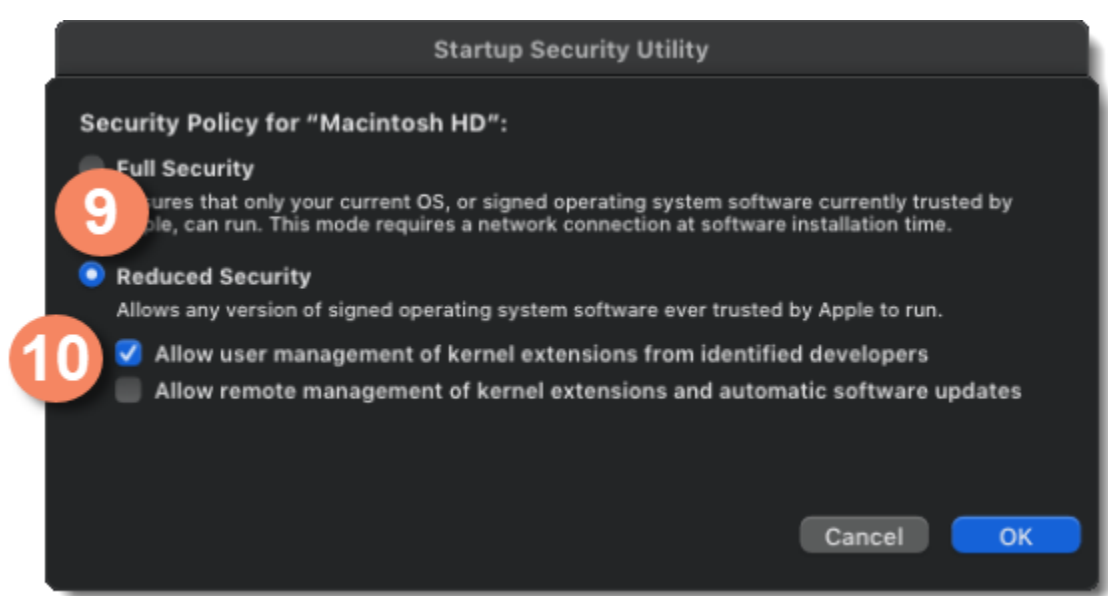 Startup Security Utility
Security Policy for “Macintosh HD”:
Full Security
9
that only your current OS, or signed operating system software currently trusted by
can run. This mode requires a network connection at software installation time.
Reduced Security
Allows any version of signed operating system software ever trusted by Apple to run.
10
Allow user management of kernel extensions from identified developers
Allow remote management of kernel extensions and automatic software updates
Cancel
OK